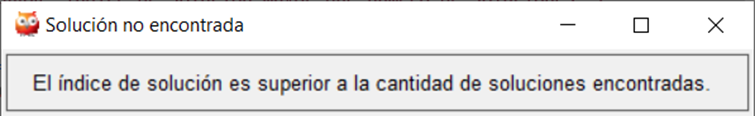 Solución no encontrada
El índice de solución es superior a la cantidad de soluciones encontradas.